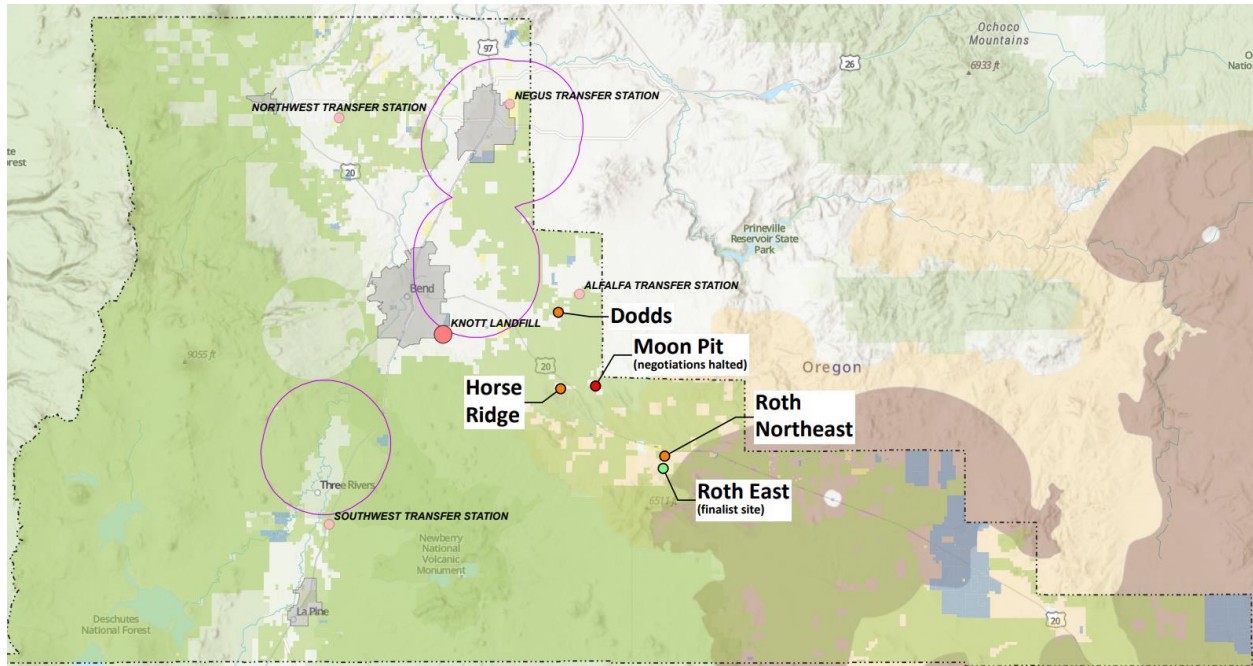 Ochoco
Mountains
6933 ft
97
26
NEGUS TRANSFER STATION
NORTHWEST TRANSFER STATION
20
Prineville
Reservoir State
Park
ALFALFA TRANSFER STATION
Bend
Dodds
KNOTT LANDFILL
Moon Pit
(negotiations halted)
9055 ft
20
Oregon
Horse
Ridge
Roth
Northeast
Roth East
(finalist site)
Three Rivers
SOUTHWEST TRANSFER STATION
Newberry
National
Volcanic
Monument
Deschutes
National Forest
La Pine
20